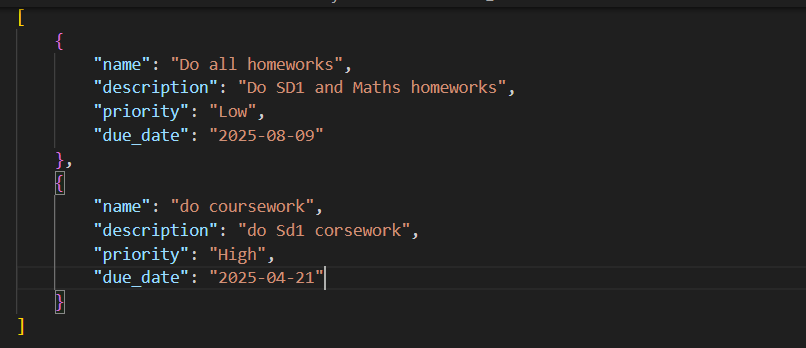 [
{
"name": "Do all homeworks",
"description": "Do SD1 and Maths homeworks",
"priority": "Low",
"due_date": "2025-08-09"
},
{
"name": "do coursework",
"description": "do Sd1 corsework",
"priority": "High",
"due_date": "2025-04-21"
}
]